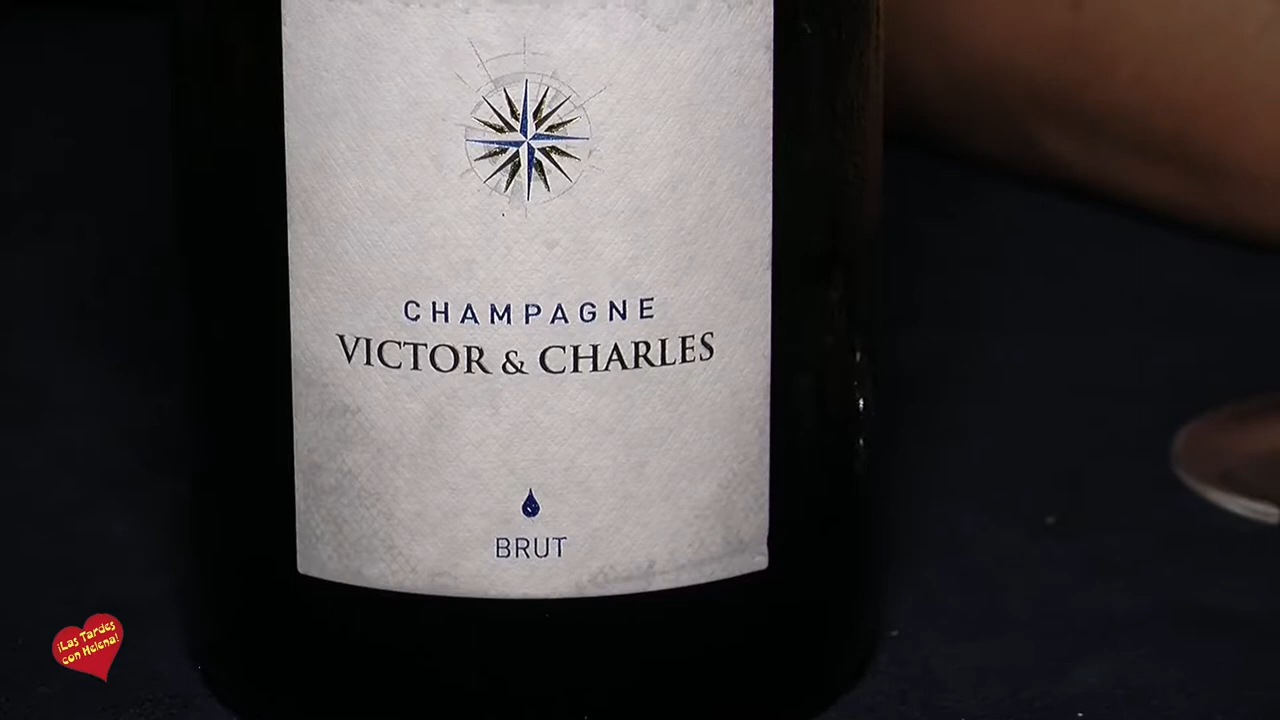 CHAMPAGNE
VICTOR & CHARLES
BRUT
¡Las Tardes
con Helena!